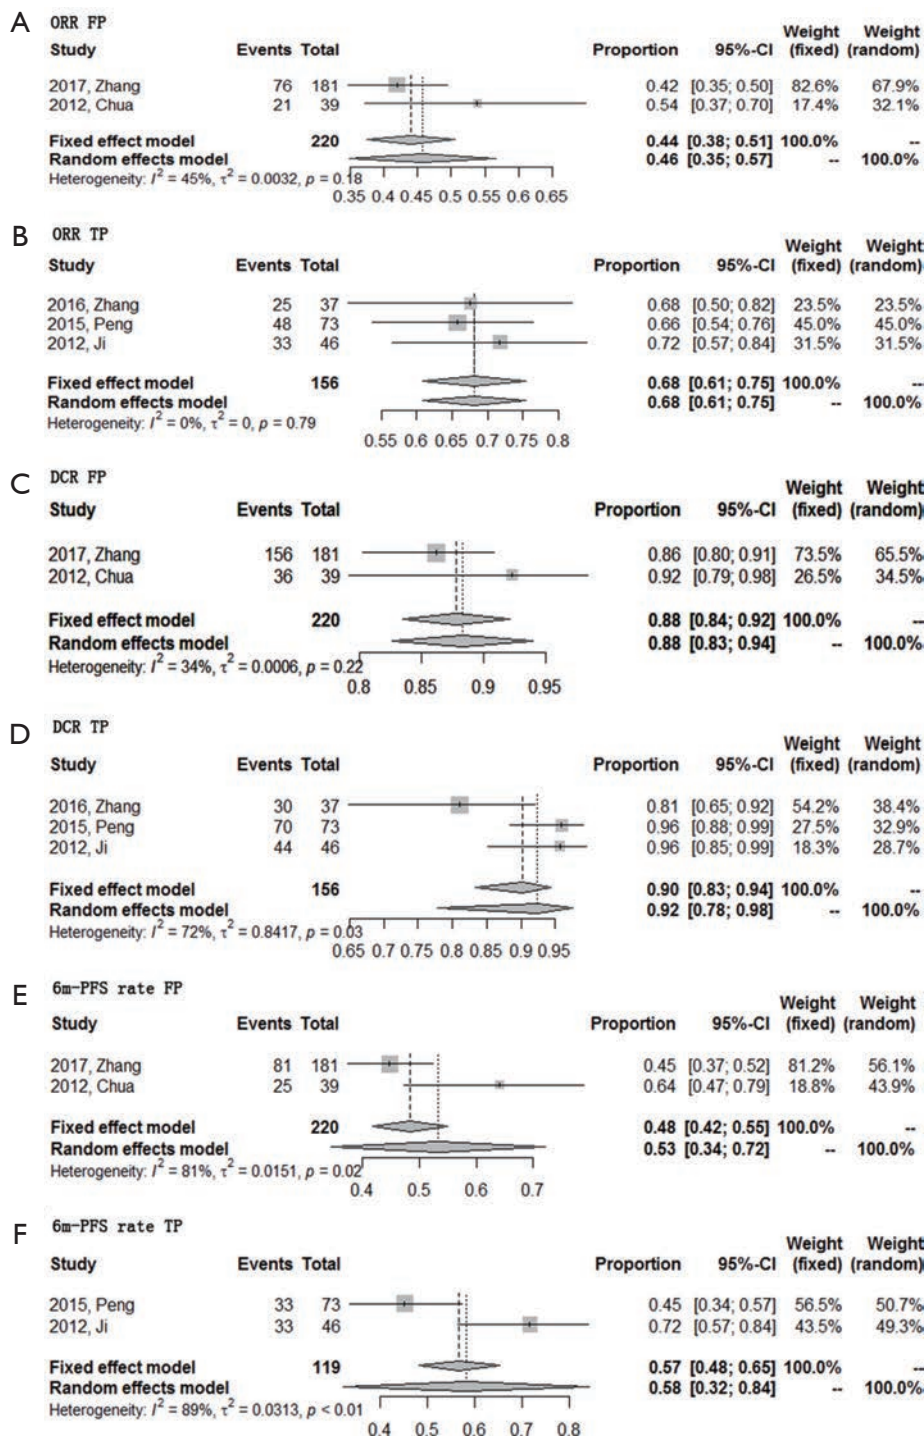 A ORR FP
Weight Weight
Study Events Total Proportion 95%-CI (fixed) (random)
2017, Zhang 76 181 0.42 [0.35; 0.50] 82.6% 67.9%
2012, Chua 21 39 0.54 [0.37; 0.70] 17.4% 32.1%
Fixed effect model 220 0.44 [0.38; 0.51] 100.0% --
Random effects model 0.46 [0.35; 0.57] -- 100.0%
Heterogeneity: I² = 45%, τ² = 0.0032, p = 0.18
0.35 0.45 0.5 0.55 0.6 0.65
B ORR TP
Weight Weight
Study Events Total Proportion 95%-CI (fixed) (random)
2016, Zhang 25 37 0.68 [0.50; 0.82] 23.5% 23.5%
2015, Peng 48 73 0.66 [0.54; 0.76] 45.0% 45.0%
2012, Ji 33 46 0.72 [0.57; 0.84] 31.5% 31.5%
Fixed effect model 156 0.68 [0.61; 0.75] 100.0% --
Random effects model 0.68 [0.61; 0.75] -- 100.0%
Heterogeneity: I² = 0%, τ² = 0, p = 0.79
0.55 0.65 0.7 0.75 0.8
C DCR FP
Weight Weight
Study Events Total Proportion 95%-CI (fixed) (random)
2017, Zhang 156 181 0.86 [0.80; 0.91] 73.5% 65.5%
2012, Chua 36 39 0.92 [0.79; 0.98] 26.5% 34.5%
Fixed effect model 220 0.88 [0.84; 0.92] 100.0% --
Random effects model 0.88 [0.83; 0.94] -- 100.0%
Heterogeneity: I² = 34%, τ² = 0.0006, p = 0.22
0.8 0.85 0.9 0.95
D DCR TP
Weight Weight
Study Events Total Proportion 95%-CI (fixed) (random)
2016, Zhang 30 37 0.81 [0.65; 0.92] 54.2% 38.4%
2015, Peng 70 73 0.96 [0.88; 0.99] 27.5% 32.9%
2012, Ji 44 46 0.96 [0.85; 0.99] 18.3% 28.7%
Fixed effect model 156 0.90 [0.83; 0.94] 100.0% --
Random effects model 0.92 [0.78; 0.98] -- 100.0%
Heterogeneity: I² = 72%, τ² = 0.8417, p = 0.03
0.65 0.7 0.75 0.8 0.85 0.9 0.95
E 6m-PFS rate FP
Weight Weight
Study Events Total Proportion 95%-CI (fixed) (random)
2017, Zhang 81 181 0.45 [0.37; 0.52] 81.2% 56.1%
2012, Chua 25 39 0.64 [0.47; 0.79] 18.8% 43.9%
Fixed effect model 220 0.48 [0.42; 0.55] 100.0% --
Random effects model 0.53 [0.34; 0.72] -- 100.0%
Heterogeneity: I² = 81%, τ² = 0.0151, p = 0.02
0.4 0.5 0.6 0.7
F 6m-PFS rate TP
Weight Weight
Study Events Total Proportion 95%-CI (fixed) (random)
2015, Peng 33 73 0.45 [0.34; 0.57] 56.5% 50.7%
2012, Ji 33 46 0.72 [0.57; 0.84] 43.5% 49.3%
Fixed effect model 119 0.57 [0.48; 0.65] 100.0% --
Random effects model 0.58 [0.32; 0.84] -- 100.0%
Heterogeneity: I² = 89%, τ² = 0.0313, p < 0.01
0.4 0.5 0.6 0.7 0.8